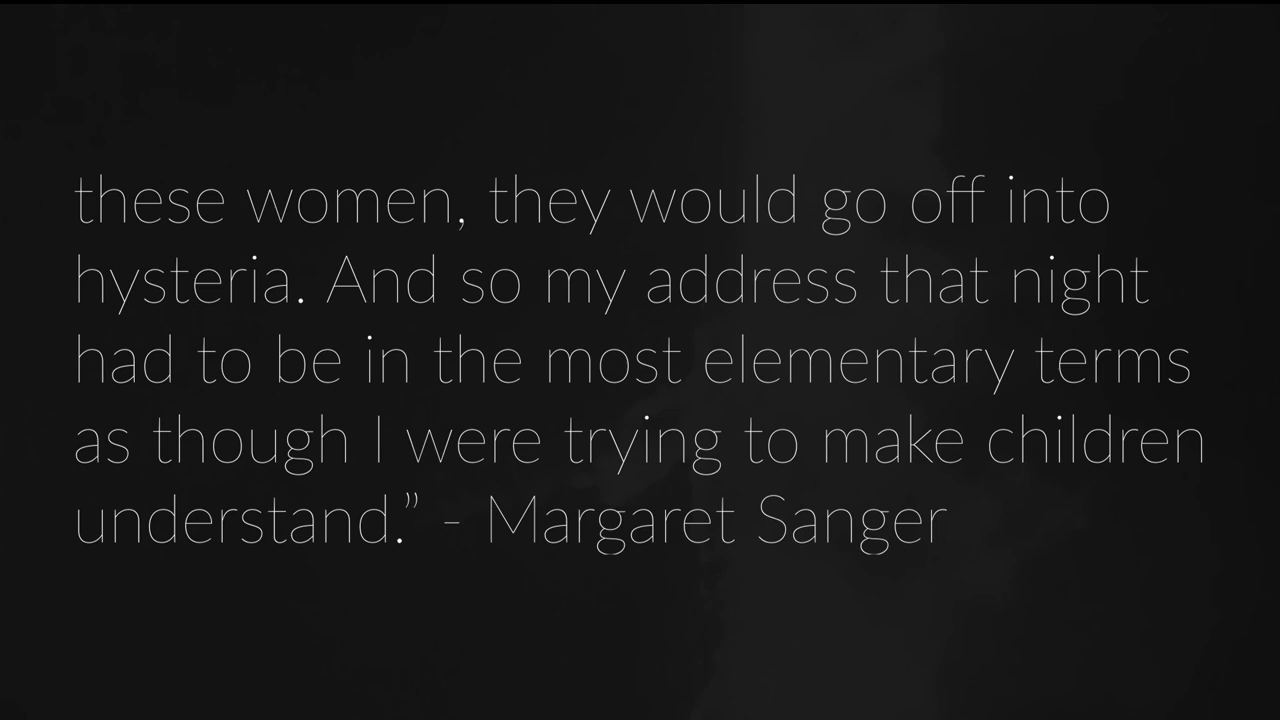 these women, they would go off into
hysteria. And so my address that night
had to be in the most elementary terms
as though I were trying to make children
understand.” - Margaret Sanger